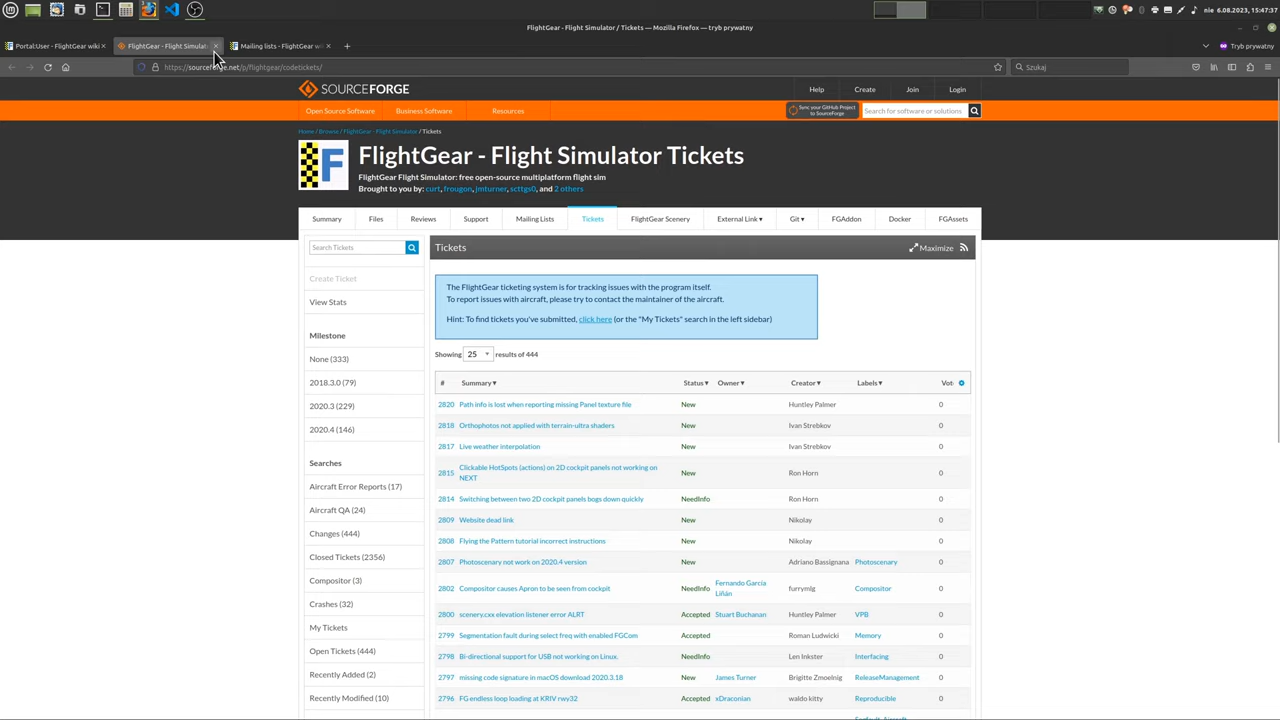 nie 6.08.2023, 15:47:37
FlightGear - Flight Simulator / Tickets — Mozilla Firefox — tryb prywatny
Portal:User - FlightGear wiki
FlightGear - Flight Simulat
Mailing lists - FlightGear wi
Tryb prywatny
https://sourceforge.net/p/flightgear/codetickets/
Szukaj
SOURCEFORGE
Help Create Join Login
Open Source Software Business Software Resources
Sync your GitHub Project to SourceForge
Search for software or solutions
Home / Browse / FlightGear - Flight Simulator / Tickets
FlightGear - Flight Simulator Tickets
FlightGear Flight Simulator: free open-source multiplatform flight sim
Brought to you by: curt, frougon, jmturner, scttgs0, and 2 others
F
Summary Files Reviews Support Mailing Lists Tickets FlightGear Scenery External Link ▾ Git ▾ FGAddon Docker FGAssets
Search Tickets
Create Ticket
View Stats
Milestone
None (333)
2018.3.0 (79)
2020.3 (229)
2020.4 (146)
Searches
Aircraft Error Reports (17)
Aircraft QA (24)
Changes (444)
Closed Tickets (2356)
Compositor (3)
Crashes (32)
My Tickets
Open Tickets (444)
Recently Added (2)
Recently Modified (10)
Tickets
Maximize
The FlightGear ticketing system is for tracking issues with the program itself.
To report issues with aircraft, please try to contact the maintainer of the aircraft.
Hint: To find tickets you've submitted, click here (or the "My Tickets" search in the left sidebar)
Showing 25 results of 444
# Summary▼ Status▼ Owner▼ Creator▼ Labels▼ Vot
2820 Path info is lost when reporting missing Panel texture file New Huntley Palmer 0
2818 Orthophotos not applied with terrain-ultra shaders New Ivan Strebkov 0
2817 Live weather interpolation New Ivan Strebkov 0
2815 Clickable HotSpots (actions) on 2D cockpit panels not working on NEXT New Ron Horn 0
2814 Switching between two 2D cockpit panels bogs down quickly NeedInfo Ron Horn 0
2809 Website dead link New Nikolay 0
2808 Flying the Pattern tutorial incorrect instructions New Nikolay 0
2807 Photoscenary not work on 2020.4 version New Adriano Bassignana Photoscenary 0
2802 Compositor causes Apron to be seen from cockpit NeedInfo Fernando García Liñán furrymlg Compositor 0
2800 scenery.cxx elevation listener error ALRT Accepted Stuart Buchanan Huntley Palmer VPB 0
2799 Segmentation fault during select freq with enabled FGCom Accepted Roman Ludwicki Memory 0
2798 Bi-directional support for USB not working on Linux. NeedInfo Len Inkster Interfacing 0
2797 missing code signature in macOS download 2020.3.18 New James Turner Brigitte Zmoelnig ReleaseManagement 0
2796 FG endless loop loading at KRIV rwy32 Accepted xDraconian waldo kitty Reproducible 0